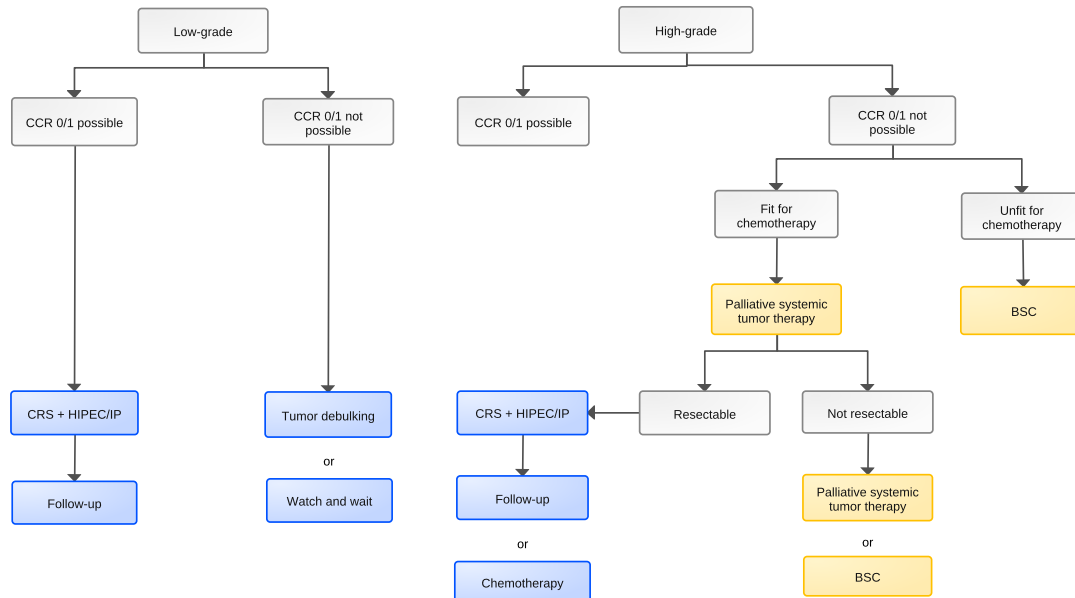 Low-grade
High-grade
CCR 0/1 possible
CCR 0/1 not
possible
CCR 0/1 possible
CCR 0/1 not
possible
Fit for
chemotherapy
Unfit for
chemotherapy
Palliative systemic
tumor therapy
BSC
CRS + HIPEC/IP
Tumor debulking
CRS + HIPEC/IP
Resectable
Not resectable
or
Follow-up
Watch and wait
Follow-up
Palliative systemic
tumor therapy
or
or
Chemotherapy
BSC